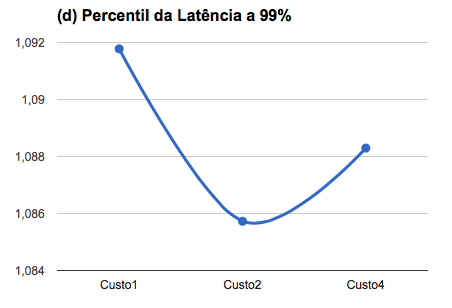 (d) Percentil da Latência a 99%
1,092
1,09
1,088
1,086
1,084
Custo1 Custo2 Custo4